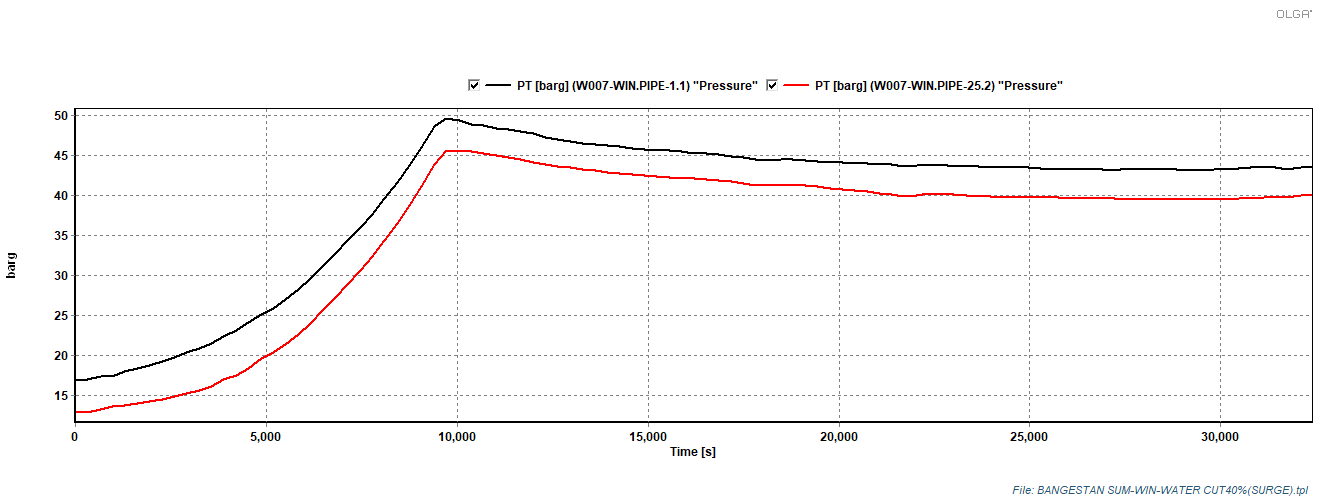 OLGA
PT [barg] (W007-WIN.PIPE-1.1) "Pressure" PT [barg] (W007-WIN.PIPE-25.2) "Pressure"
50
45
40
35
30
25
20
15
barg
0 5,000 10,000 15,000 20,000 25,000 30,000
Time [s]
File: BANGESTAN SUM-WIN-WATER CUT40%(SURGE).tpl